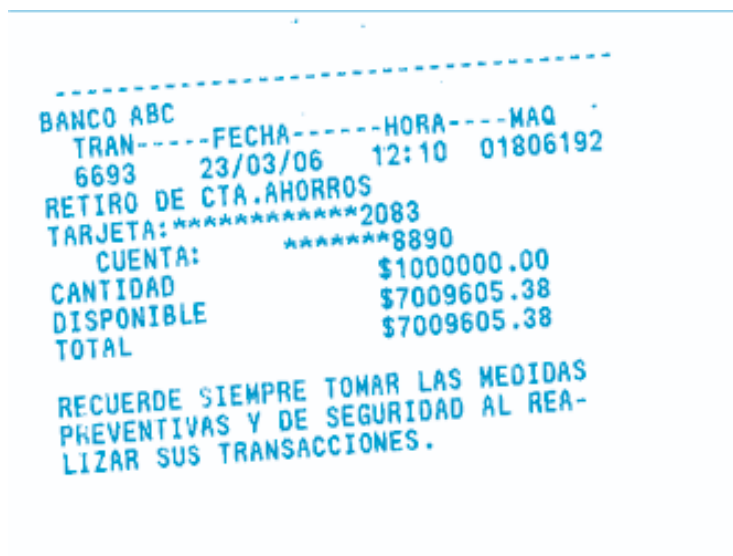 -----------------------------------
BANCO ABC
TRAN-----FECHA------HORA----MAQ
6693 23/03/06 12:10 01806192
RETIRO DE CTA.AHORROS
TARJETA:************2083
CUENTA: *******8890
CANTIDAD $1000000.00
DISPONIBLE $7009605.38
TOTAL $7009605.38
RECUERDE SIEMPRE TOMAR LAS MEDIDAS
PREVENTIVAS Y DE SEGURIDAD AL REA-
LIZAR SUS TRANSACCIONES.